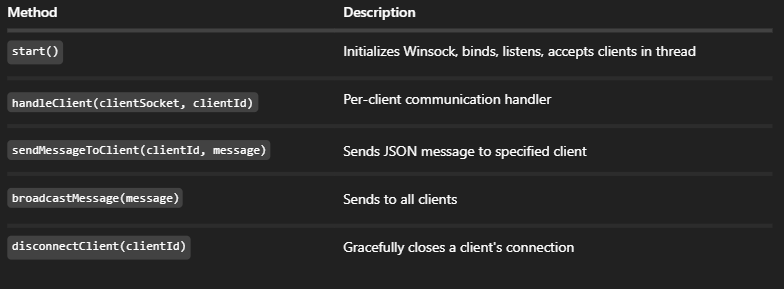 Method Description
start() Initializes Winsock, binds, listens, accepts clients in thread
handleClient(clientSocket, clientId) Per-client communication handler
sendMessageToClient(clientId, message) Sends JSON message to specified client
broadcastMessage(message) Sends to all clients
disconnectClient(clientId) Gracefully closes a client's connection